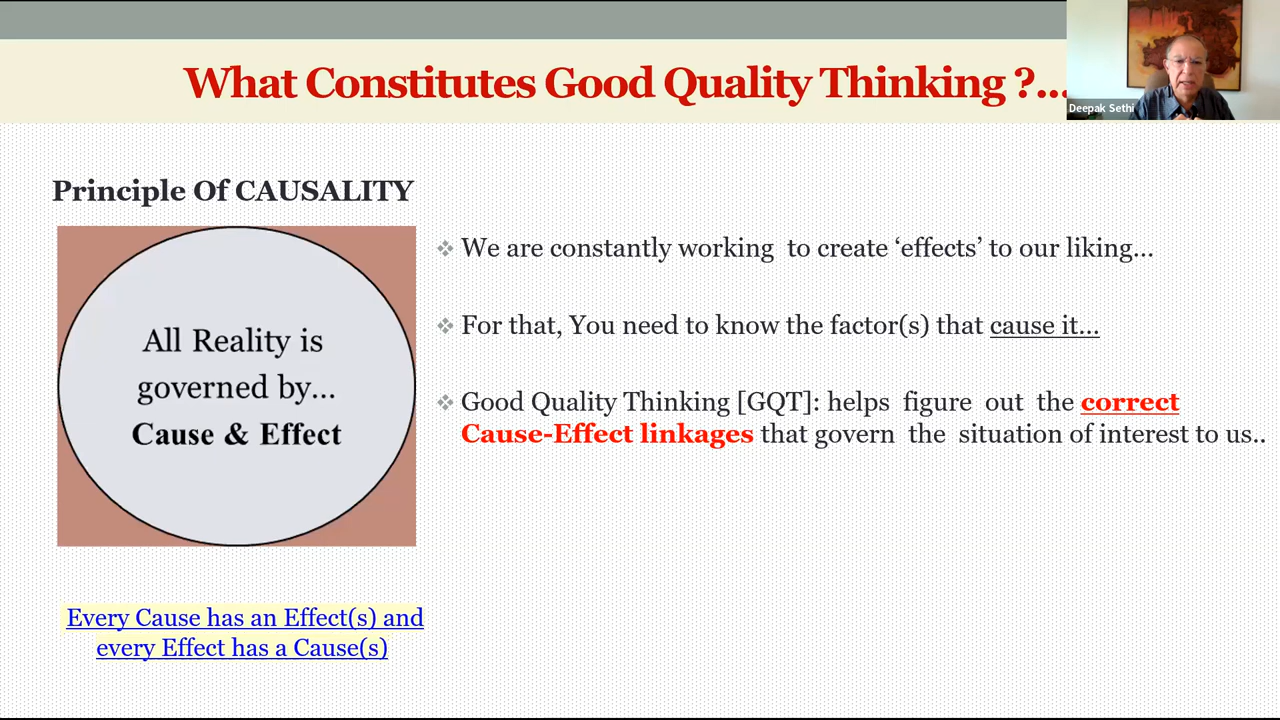 What Constitutes Good Quality Thinking ?...
Deepak Sethi
Principle Of CAUSALITY
All Reality is
governed by...
Cause & Effect
Every Cause has an Effect(s) and
every Effect has a Cause(s)
We are constantly working to create ‘effects’ to our liking...
For that, You need to know the factor(s) that cause it...
Good Quality Thinking [GQT]: helps figure out the correct
Cause-Effect linkages that govern the situation of interest to us..